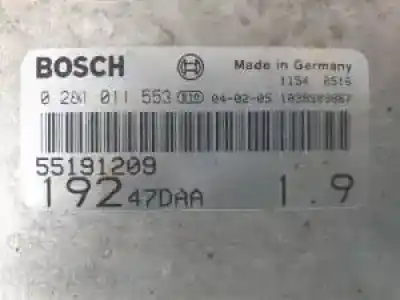 BOSCH Made in Germany
1154 0516
0 281 011 553 04-02-05
55191209
192 47DAA 1.9